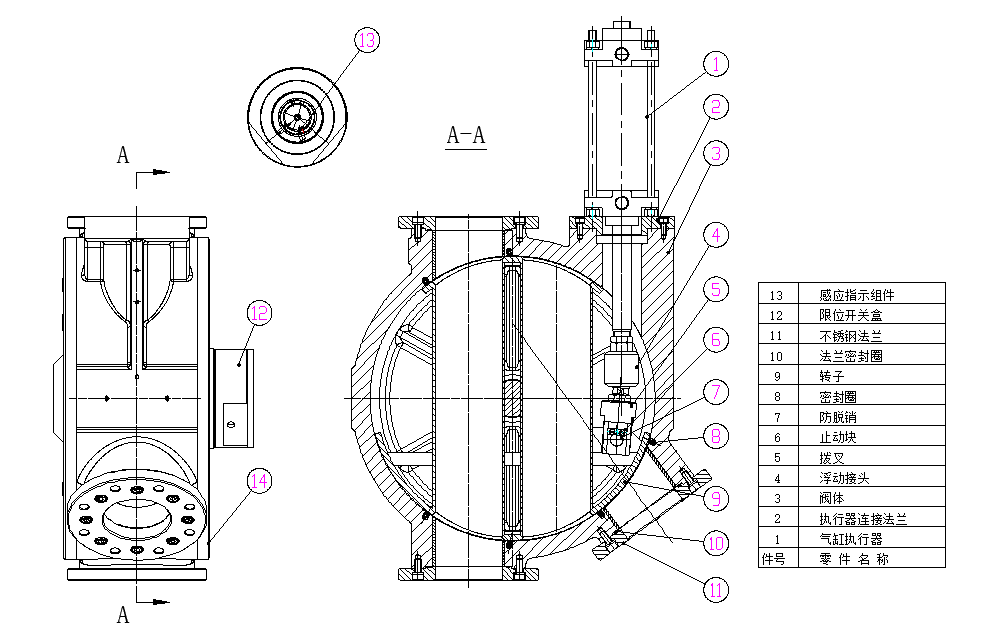 13
1
2
A-A
3
A
4
5
12
6
7
8
14
9
10
11
A
13 感应指示组件
12 限位开关盒
11 不锈钢法兰
10 法兰密封圈
9 转子
8 密封圈
7 防脱销
6 止动块
5 拨叉
4 浮动接头
3 阀体
2 执行器连接法兰
1 气缸执行器
件号 零 件 名 称